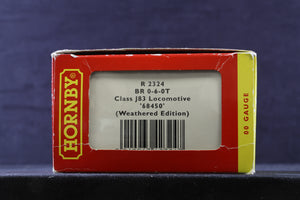 HORNBY
R 2324
BR 0-6-0T
Class J83 Locomotive
'68450'
(Weathered Edition)
00 GAUGE